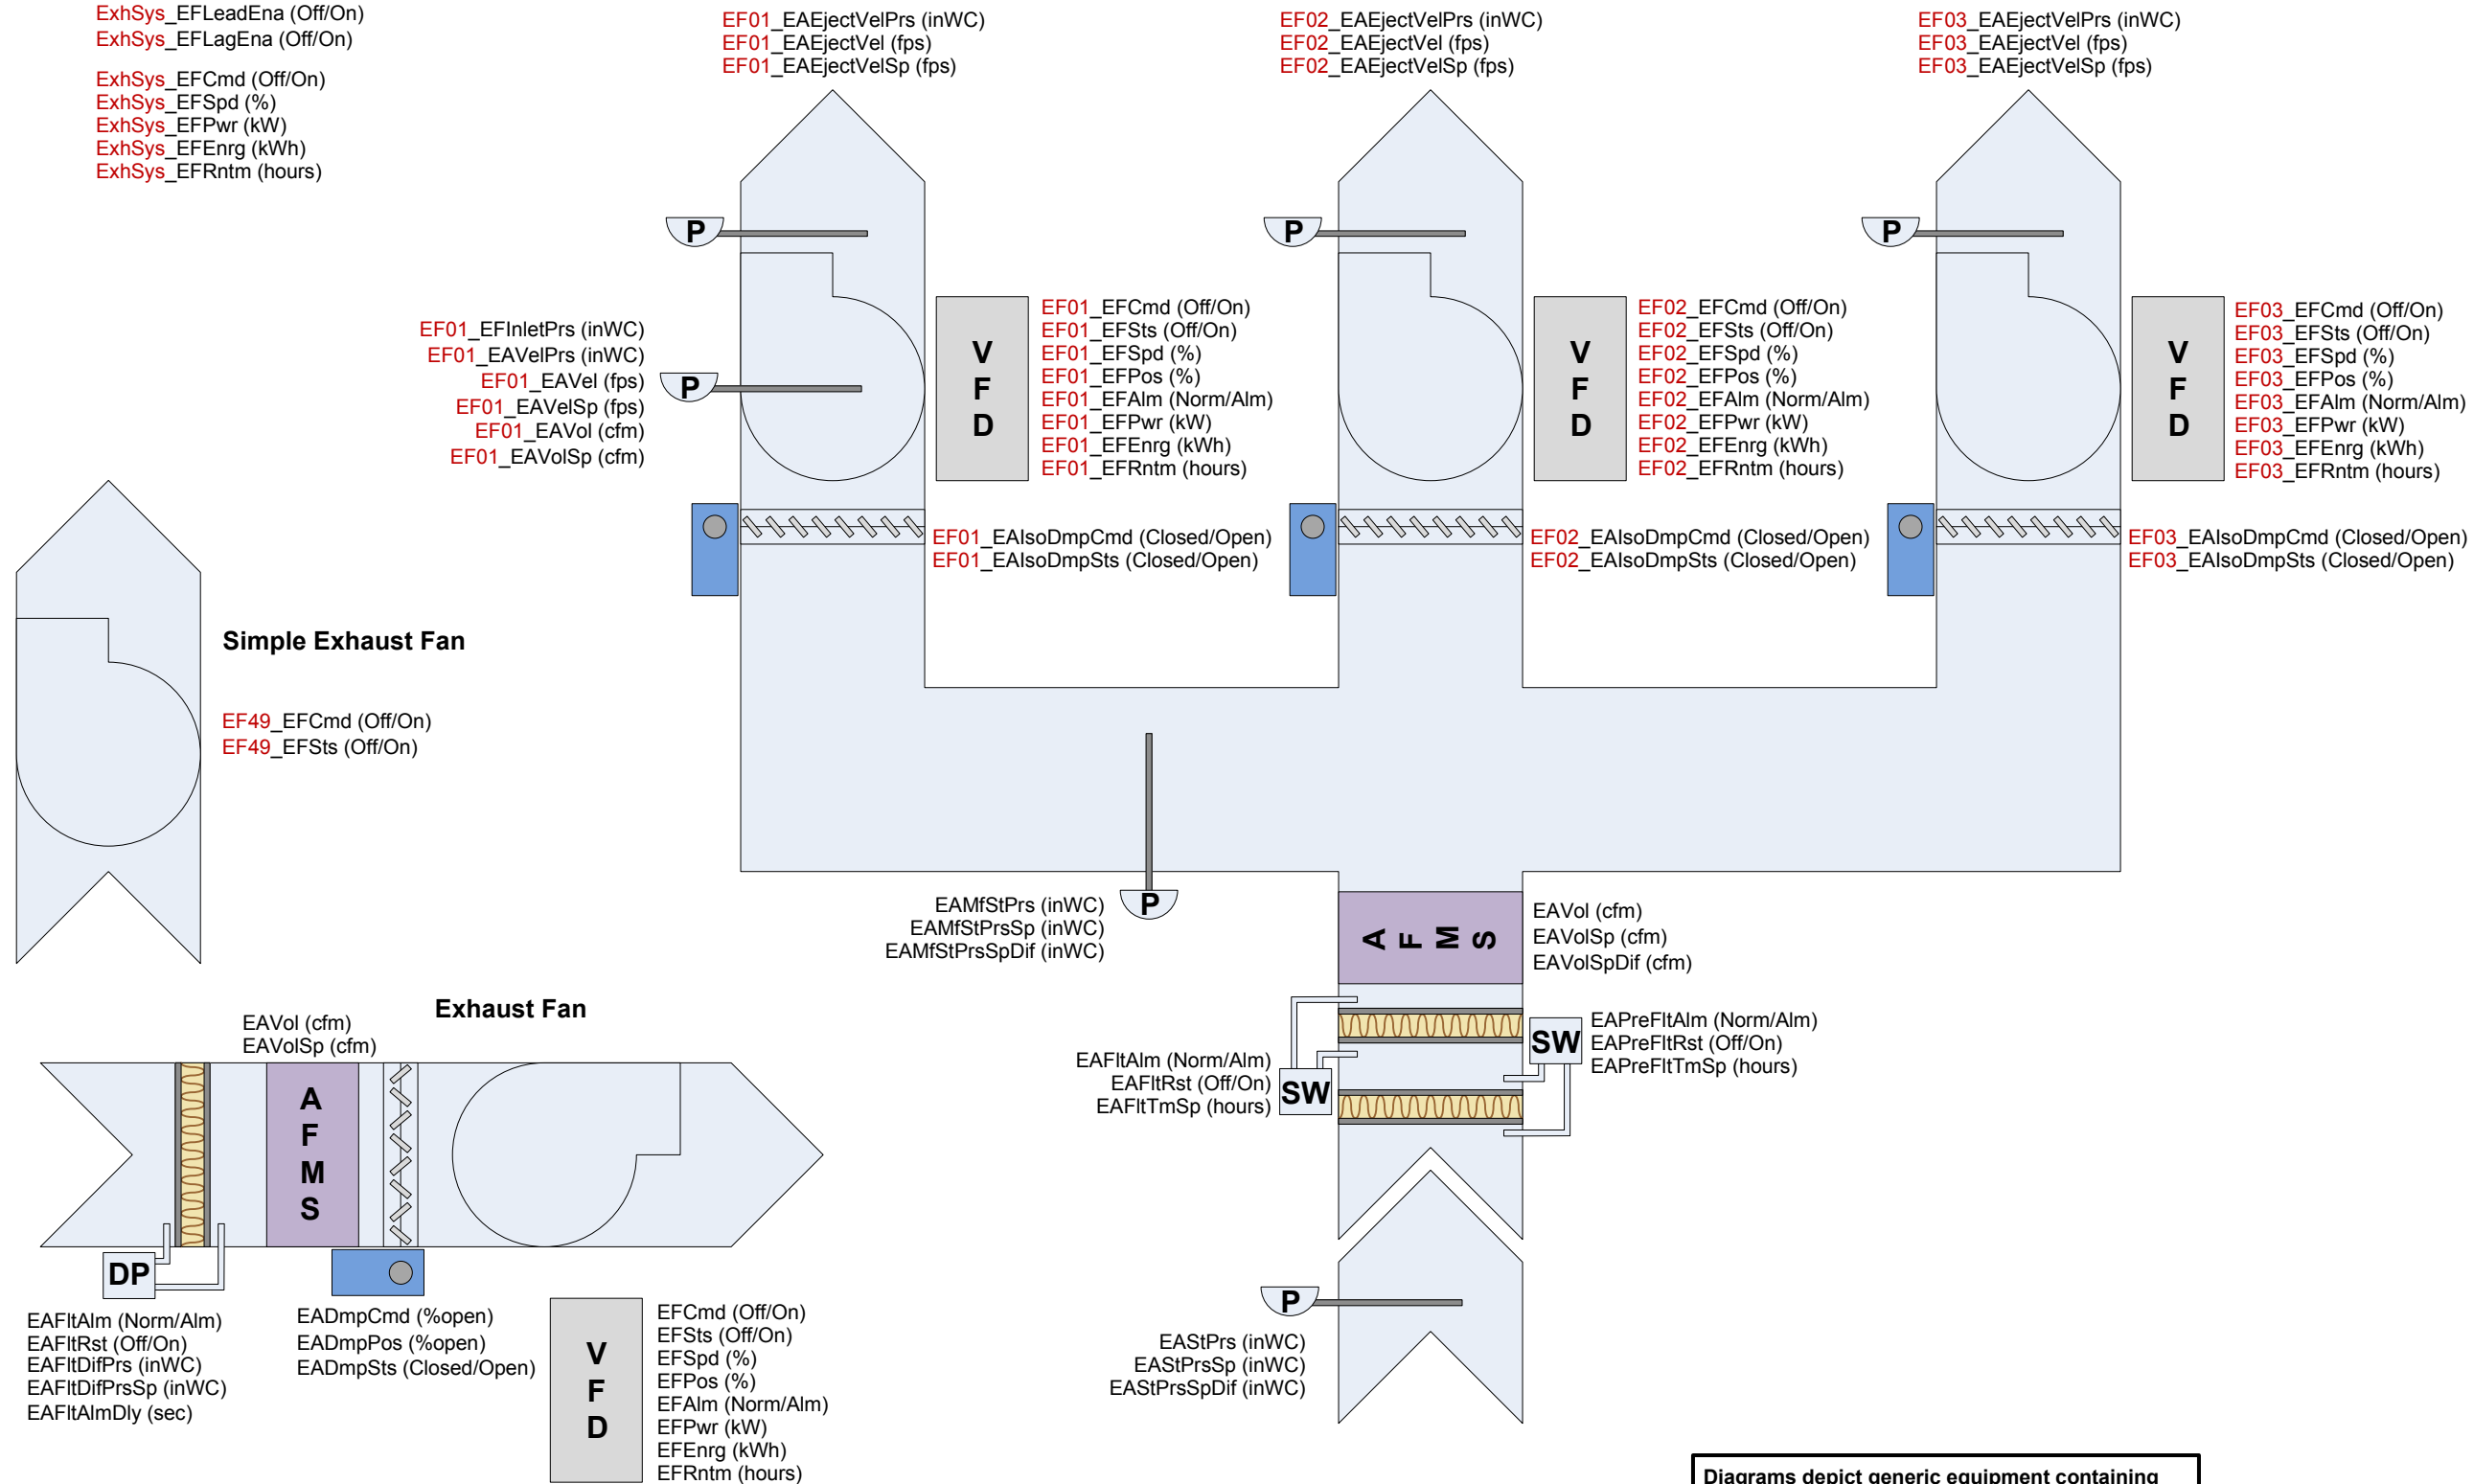 ExhSys_EFLeadEna (Off/On)
ExhSys_EFLagEna (Off/On)
ExhSys_EFCmd (Off/On)
ExhSys_EFSpd (%)
ExhSys_EFPwr (kW)
ExhSys_EFEnrg (kWh)
ExhSys_EFRntm (hours)
EF01_EAEjectVelPrs (inWC)
EF01_EAEjectVel (fps)
EF01_EAEjectVelSp (fps)
EF02_EAEjectVelPrs (inWC)
EF02_EAEjectVel (fps)
EF02_EAEjectVelSp (fps)
EF03_EAEjectVelPrs (inWC)
EF03_EAEjectVel (fps)
EF03_EAEjectVelSp (fps)
P
P
P
EF01_EFInletPrs (inWC)
EF01_EAVelPrs (inWC)
EF01_EAVel (fps)
EF01_EAVelSp (fps)
EF01_EAVol (cfm)
EF01_EAVolSp (cfm)
P
V
F
D
EF01_EFCmd (Off/On)
EF01_EFSts (Off/On)
EF01_EFSpd (%)
EF01_EFPos (%)
EF01_EFAlm (Norm/Alm)
EF01_EFPwr (kW)
EF01_EFEnrg (kWh)
EF01_EFRntm (hours)
V
F
D
EF02_EFCmd (Off/On)
EF02_EFSts (Off/On)
EF02_EFSpd (%)
EF02_EFPos (%)
EF02_EFAlm (Norm/Alm)
EF02_EFPwr (kW)
EF02_EFEnrg (kWh)
EF02_EFRntm (hours)
V
F
D
EF03_EFCmd (Off/On)
EF03_EFSts (Off/On)
EF03_EFSpd (%)
EF03_EFPos (%)
EF03_EFAlm (Norm/Alm)
EF03_EFPwr (kW)
EF03_EFEnrg (kWh)
EF03_EFRntm (hours)
EF01_EAIsoDmpCmd (Closed/Open)
EF01_EAIsoDmpSts (Closed/Open)
EF02_EAIsoDmpCmd (Closed/Open)
EF02_EAIsoDmpSts (Closed/Open)
EF03_EAIsoDmpCmd (Closed/Open)
EF03_EAIsoDmpSts (Closed/Open)
Simple Exhaust Fan
EF49_EFCmd (Off/On)
EF49_EFSts (Off/On)
EAMfStPrs (inWC)
EAMfStPrsSp (inWC)
EAMfStPrsSpDif (inWC)
P
AFMS
EAVol (cfm)
EAVolSp (cfm)
EAVolSpDif (cfm)
EAFltAlm (Norm/Alm)
EAFltRst (Off/On)
EAFltTmSp (hours)
SW
SW
EAPreFltAlm (Norm/Alm)
EAPreFltRst (Off/On)
EAPreFltTmSp (hours)
Exhaust Fan
EAVol (cfm)
EAVolSp (cfm)
A
F
M
S
DP
EAFltAlm (Norm/Alm)
EAFltRst (Off/On)
EAFltDifPrs (inWC)
EAFltDifPrsSp (inWC)
EAFltAlmDly (sec)
EADmpCmd (%open)
EADmpPos (%open)
EADmpSts (Closed/Open)
V
F
D
EFCmd (Off/On)
EFSts (Off/On)
EFSpd (%)
EFPos (%)
EFAlm (Norm/Alm)
EFPwr (kW)
EFEnrg (kWh)
EFRntm (hours)
P
EAStPrs (inWC)
EAStPrsSp (inWC)
EAStPrsSpDif (inWC)
Diagrams depict generic equipment containing